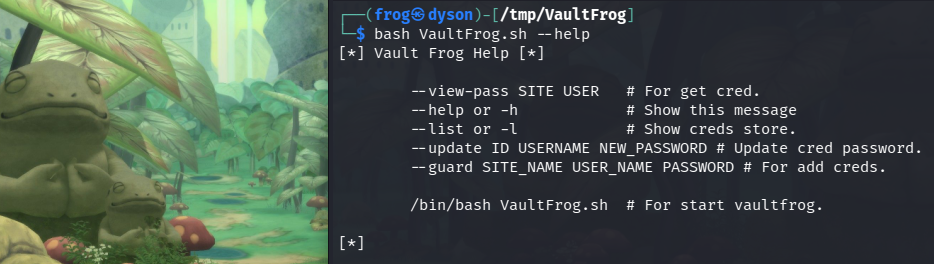 ┌──(frog㉿dyson)-[/tmp/VaultFrog]
└─$ bash VaultFrog.sh --help
[*] Vault Frog Help [*]
--view-pass SITE USER # For get cred.
--help or -h # Show this message
--list or -l # Show creds store.
--update ID USERNAME NEW_PASSWORD # Update cred password.
--guard SITE_NAME USER_NAME PASSWORD # For add creds.
/bin/bash VaultFrog.sh # For start vaultfrog.
[*]